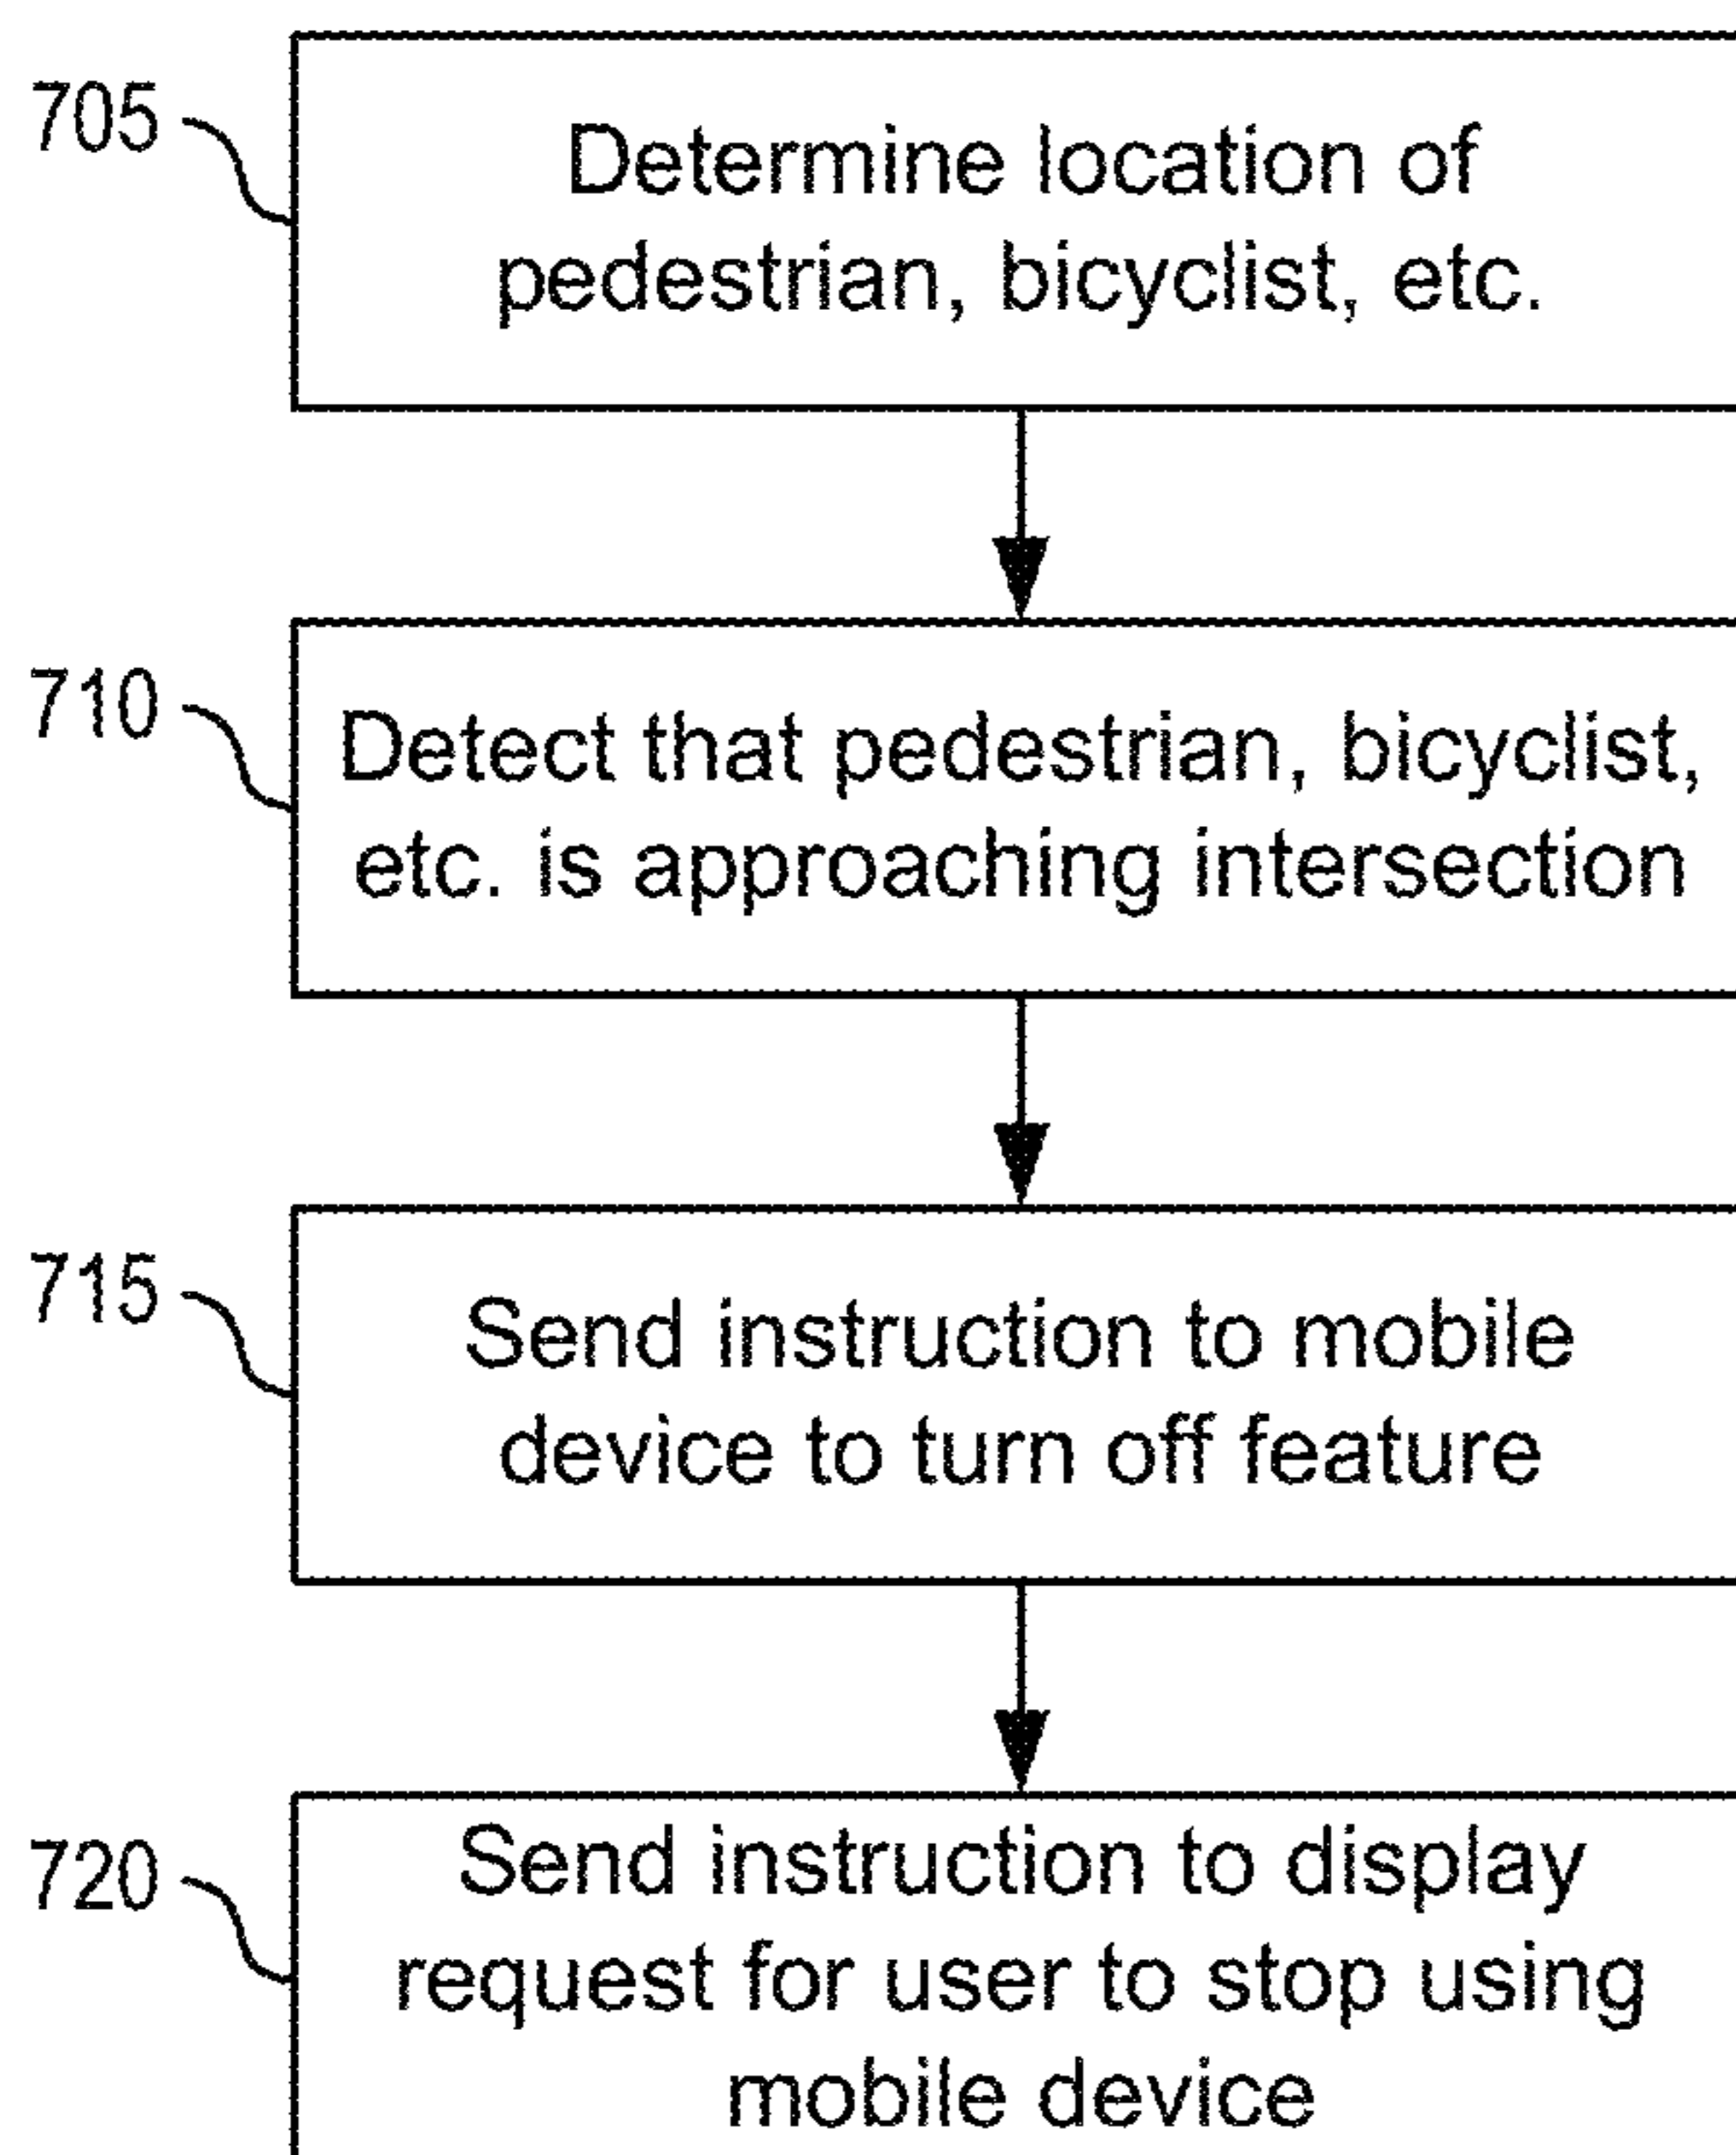 705
Determine location of
pedestrian, bicyclist, etc.
710
Detect that pedestrian, bicyclist,
etc. is approaching intersection
715
Send instruction to mobile
device to turn off feature
720
Send instruction to display
request for user to stop using
mobile device